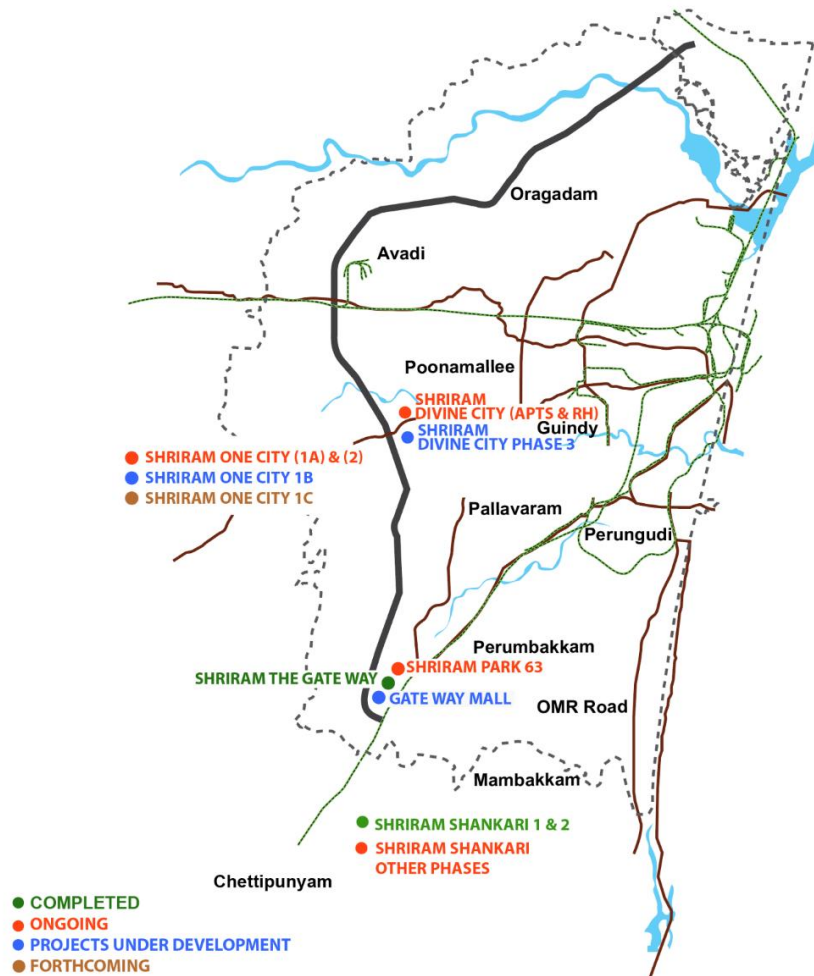 Oragadam
Avadi
Poonamallee
SHRIRAM
DIVINE CITY (APTS & RH)
Guindy
SHRIRAM
DIVINE CITY PHASE 3
SHRIRAM ONE CITY (1A) & (2)
SHRIRAM ONE CITY 1B
SHRIRAM ONE CITY 1C
Pallavaram
Perungudi
Perumbakkam
SHRIRAM PARK 63
SHRIRAM THE GATE WAY
GATE WAY MALL
OMR Road
Mambakkam
SHRIRAM SHANKARI 1 & 2
SHRIRAM SHANKARI
OTHER PHASES
Chettipunyam
COMPLETED
ONGOING
PROJECTS UNDER DEVELOPMENT
FORTHCOMING